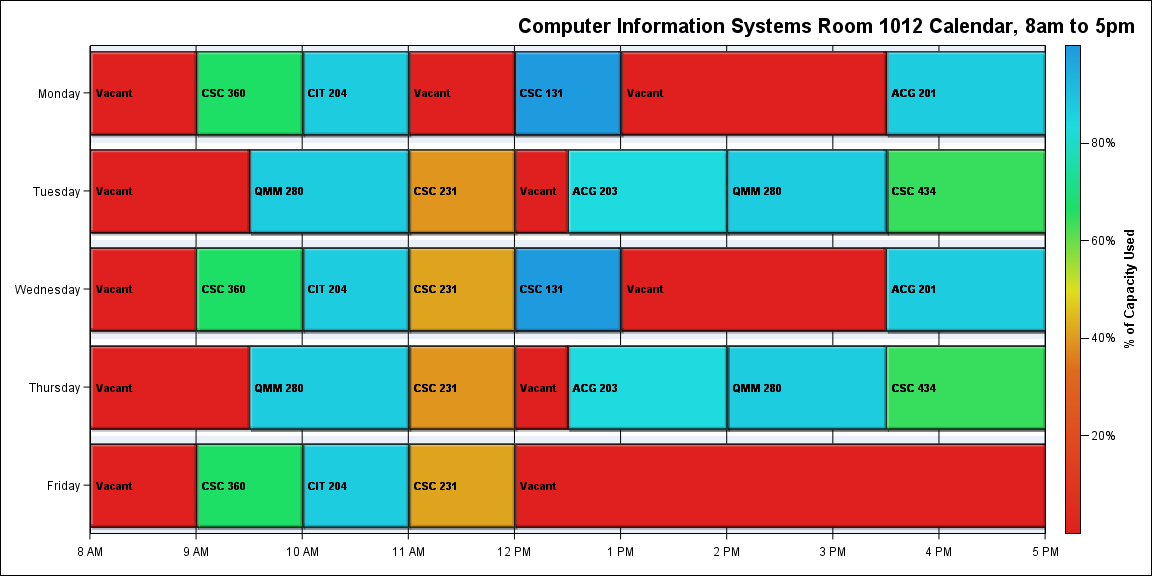 Computer Information Systems Room 1012 Calendar, 8am to 5pm
Monday
Vacant
CSC 360
CIT 204
Vacant
CSC 131
Vacant
ACG 201
Tuesday
Vacant
QMM 280
CSC 231
Vacant
ACG 203
QMM 280
CSC 434
Wednesday
Vacant
CSC 360
CIT 204
CSC 231
CSC 131
Vacant
ACG 201
Thursday
Vacant
QMM 280
CSC 231
Vacant
ACG 203
QMM 280
CSC 434
Friday
Vacant
CSC 360
CIT 204
CSC 231
Vacant
8 AM
9 AM
10 AM
11 AM
12 PM
1 PM
2 PM
3 PM
4 PM
5 PM
80%
60%
40%
20%
% of Capacity Used